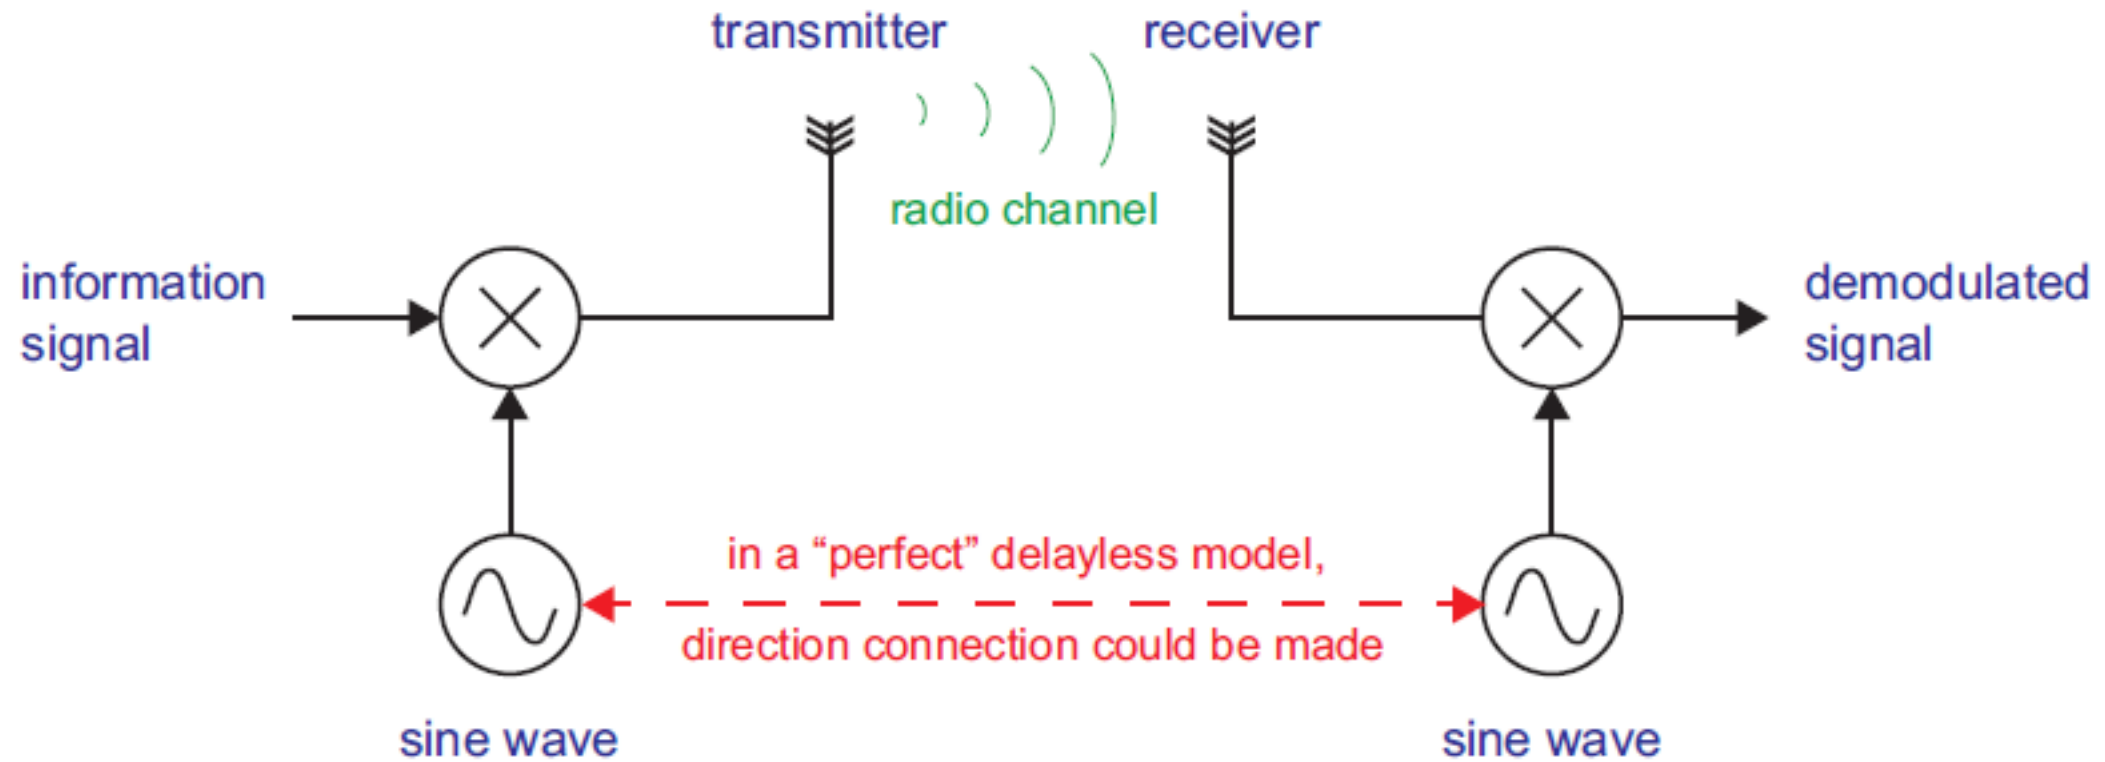 transmitter
receiver
radio channel
information
signal
demodulated
signal
in a “perfect” delayless model,
direction connection could be made
sine wave
sine wave